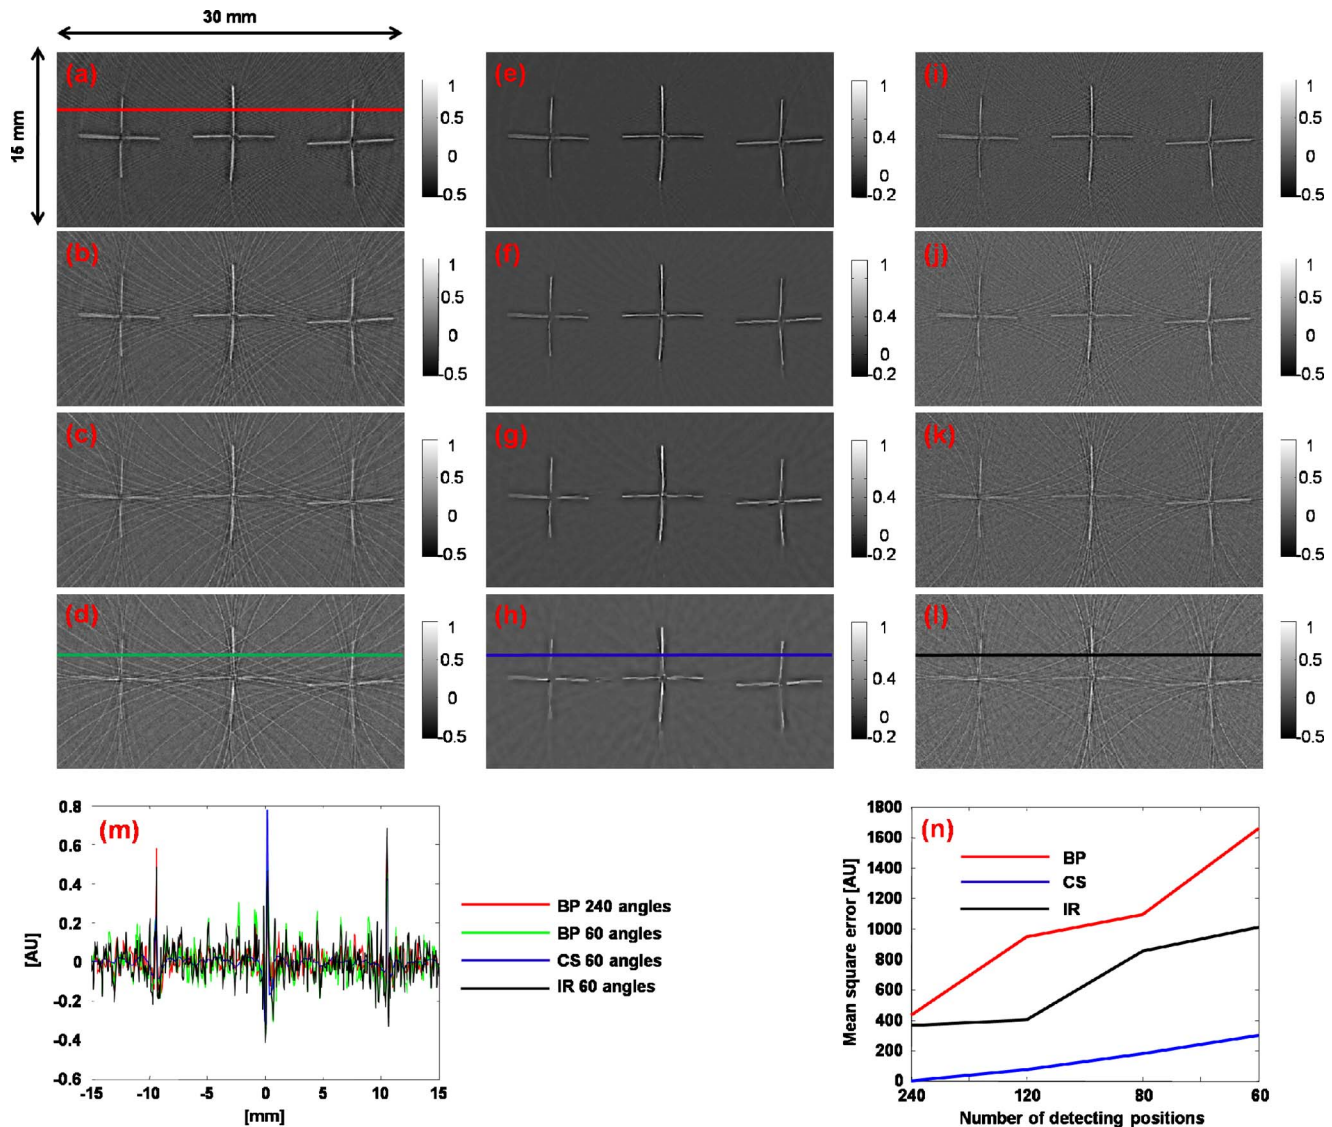 30 mm
15 mm
(a)
1
0.5
0
-0.5
(e)
1
0.4
0
-0.2
(i)
1
0.5
0
-0.5
(b)
1
0.5
0
-0.5
(f)
1
0.4
0
-0.2
(j)
1
0.5
0
-0.5
(c)
1
0.5
0
-0.5
(g)
1
0.4
0
-0.2
(k)
1
0.5
0
-0.5
(d)
1
0.5
0
-0.5
(h)
1
0.4
0
-0.2
(l)
1
0.5
0
-0.5
(m)
0.8
0.6
0.4
0.2
0
-0.2
-0.4
-0.6
[AU]
-15 -10 -5 0 5 10 15
[mm]
BP 240 angles
BP 60 angles
CS 60 angles
IR 60 angles
(n)
1800
1600
1400
1200
1000
800
600
400
200
0
Mean square error [AU]
BP
CS
IR
240 120 80 60
Number of detecting positions